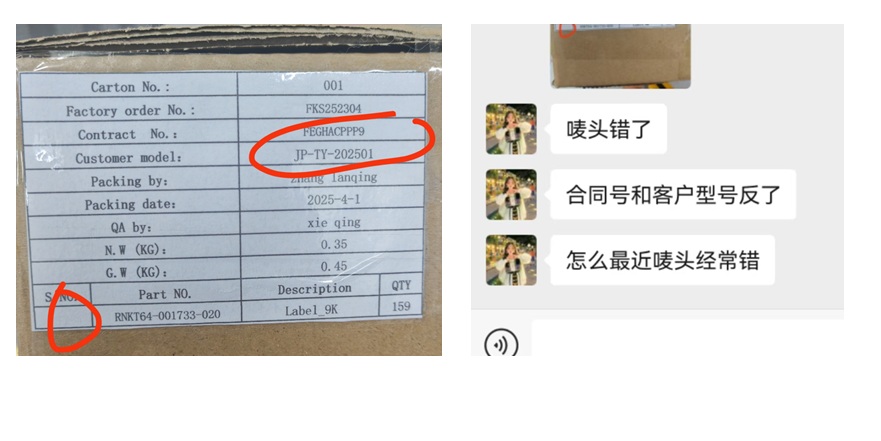 Carton No.: 001
Factory order No.: FKS252304
Contract No.: FEGHACPPP9
Customer model: JP-TY-202501
Packing by: zhang lanqing
Packing date: 2025-4-1
QA by: xie qing
N.W (KG): 0.35
G.W (KG): 0.45
S/NO. Part NO. Description QTY
RNKT64-001733-020 Label_9K 159
唛头错了
合同号和客户型号反了
怎么最近唛头经常错